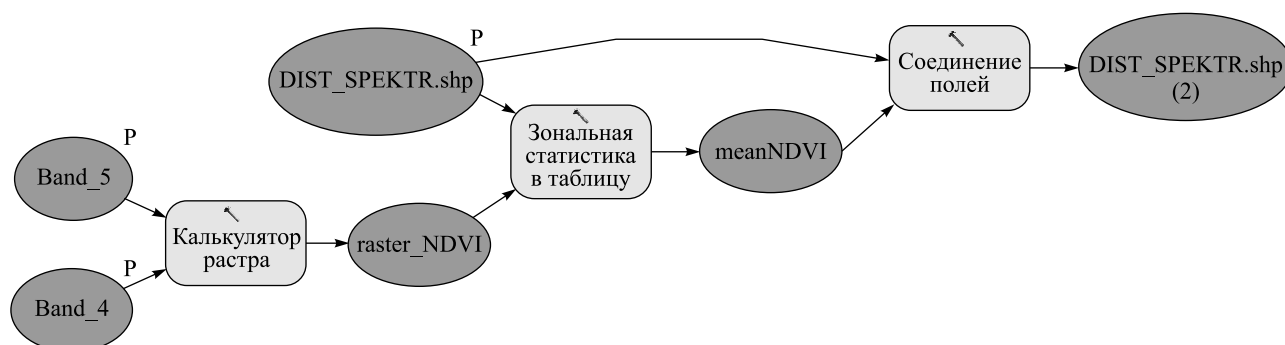 P
DIST_SPEKTR.shp
Соединение
полей
DIST_SPEKTR.shp
(2)
P
Band_5
Зональная
статистика
в таблицу
meanNDVI
Калькулятор
растра
raster_NDVI
P
Band_4